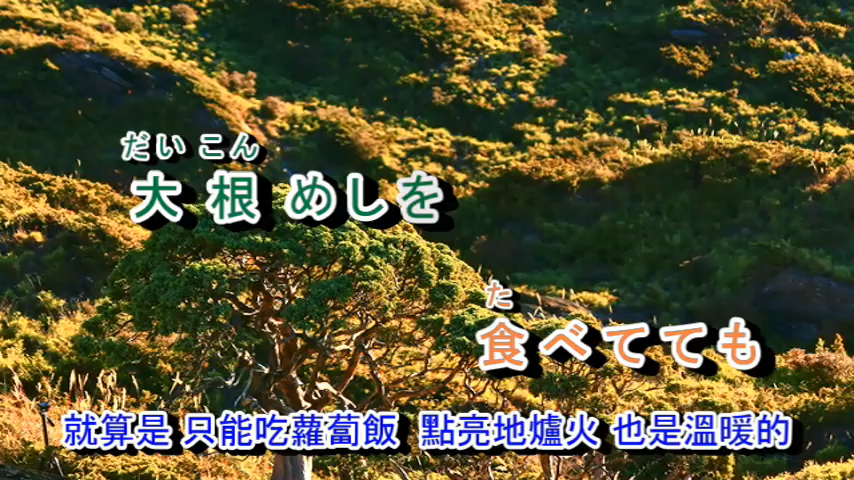 だいこん
大根めしを
た
食べてても
就算是 只能吃蘿蔔飯 點亮地爐火 也是溫暖的